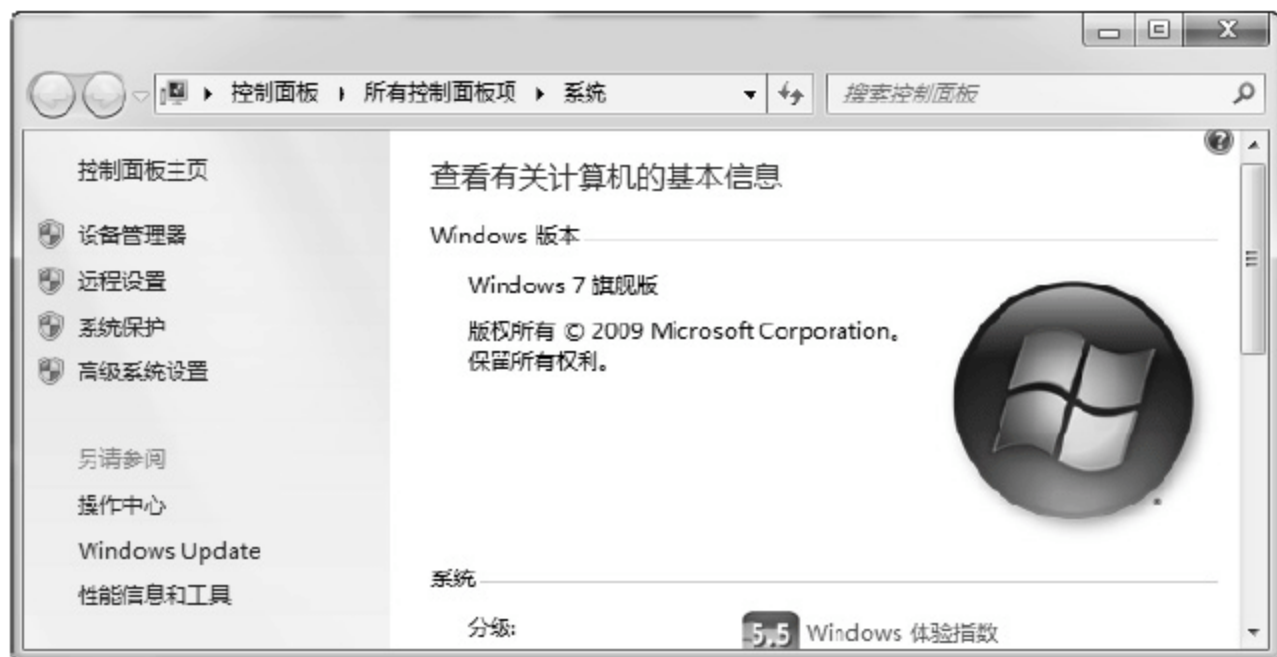 控制面板 所有控制面板项 系统
搜索控制面板
控制面板主页
设备管理器
远程设置
系统保护
高级系统设置
另请参阅
操作中心
Windows Update
性能信息和工具
查看有关计算机的基本信息
Windows 版本
Windows 7 旗舰版
版权所有 © 2009 Microsoft Corporation。
保留所有权利。
系统
分级:
5.5 Windows 体验指数